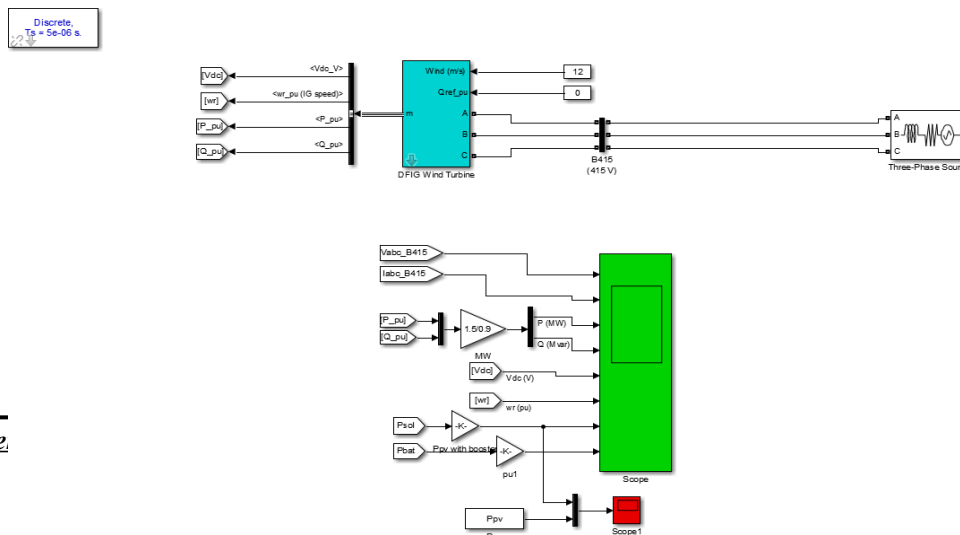 Discrete,
Ts = 5e-06 s.
[Vdc]
<Vdc_V>
[wr]
<wr_pu (IG speed)>
[P_pu]
<P_pu>
[Q_pu]
<Q_pu>
m
Wind (m/s)
Qref_pu
A
B
C
DFIG Wind Turbine
12
0
B415
(415 V)
A
B
C
Three-Phase Sour
Vabc_B415
Iabc_B415
[P_pu]
[Q_pu]
1.5/0.9
MW
P (MW)
Q (Mvar)
[Vdc]
Vdc (V)
[wr]
wr (pu)
Psol
-K-
Pbat
Ppv with booster
-K-
pu1
Scope
Ppv
Scope1